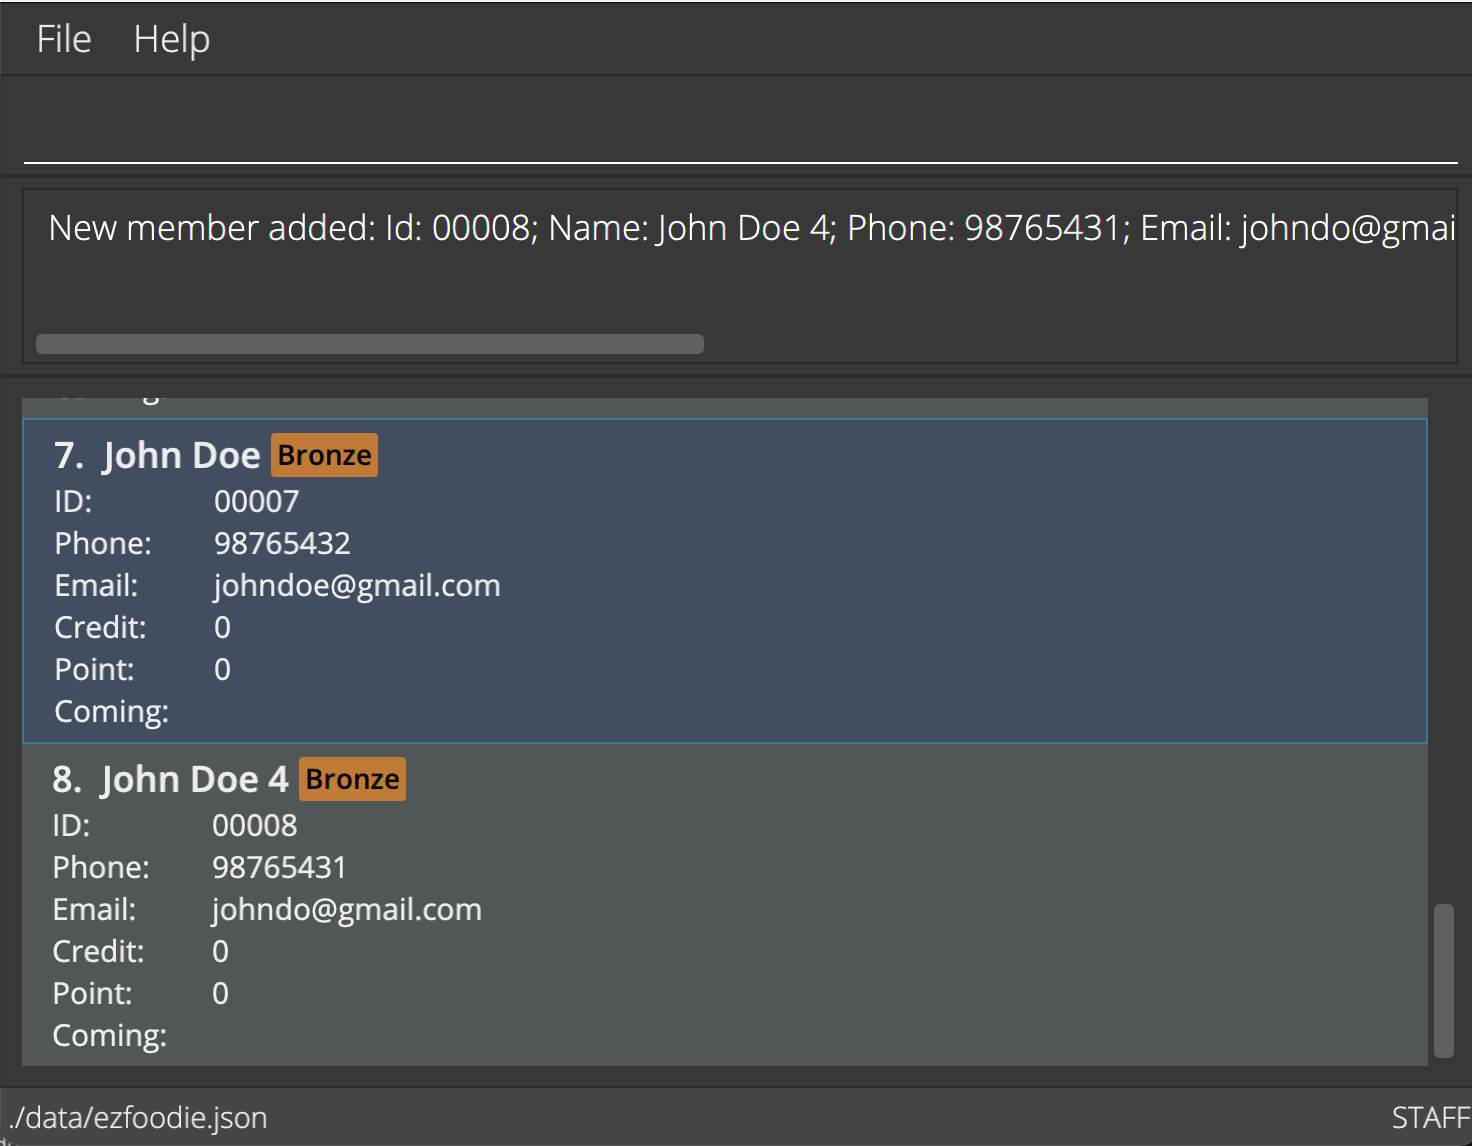 File Help
New member added: Id: 00008; Name: John Doe 4; Phone: 98765431; Email: johndo@gmai
7. John Doe Bronze
ID: 00007
Phone: 98765432
Email: johndoe@gmail.com
Credit: 0
Point: 0
Coming:
8. John Doe 4 Bronze
ID: 00008
Phone: 98765431
Email: johndo@gmail.com
Credit: 0
Point: 0
Coming:
./data/ezfoodie.json STAFF